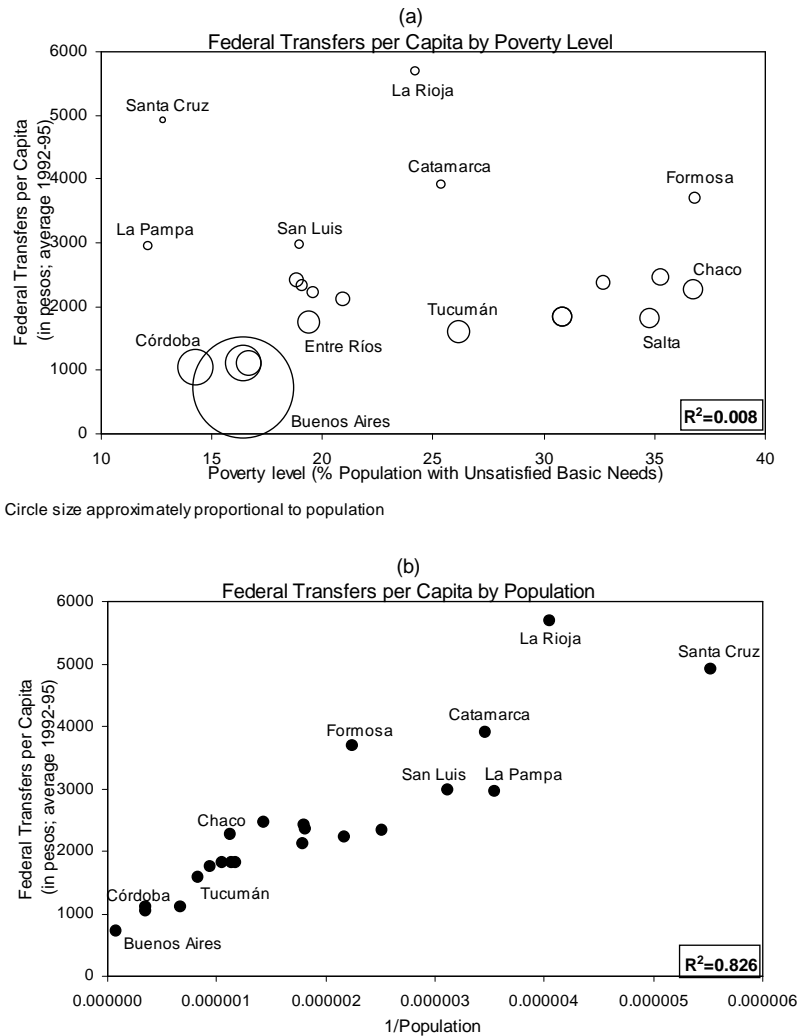 (a)
Federal Transfers per Capita by Poverty Level
Federal Transfers per Capita
(in pesos; average 1992-95)
6000
5000
4000
3000
2000
1000
0
Santa Cruz
La Rioja
Catamarca
Formosa
La Pampa
San Luis
Chaco
Tucumán
Córdoba
Entre Ríos
Salta
Buenos Aires
R²=0.008
10 15 20 25 30 35 40
Poverty level (% Population with Unsatisfied Basic Needs)
Circle size approximately proportional to population
(b)
Federal Transfers per Capita by Population
Federal Transfers per Capita
(in pesos; average 1992-95)
6000
5000
4000
3000
2000
1000
0
La Rioja
Santa Cruz
Catamarca
Formosa
San Luis La Pampa
Chaco
Córdoba Tucumán
Buenos Aires
R²=0.826
0.000000 0.000001 0.000002 0.000003 0.000004 0.000005 0.000006
1/Population